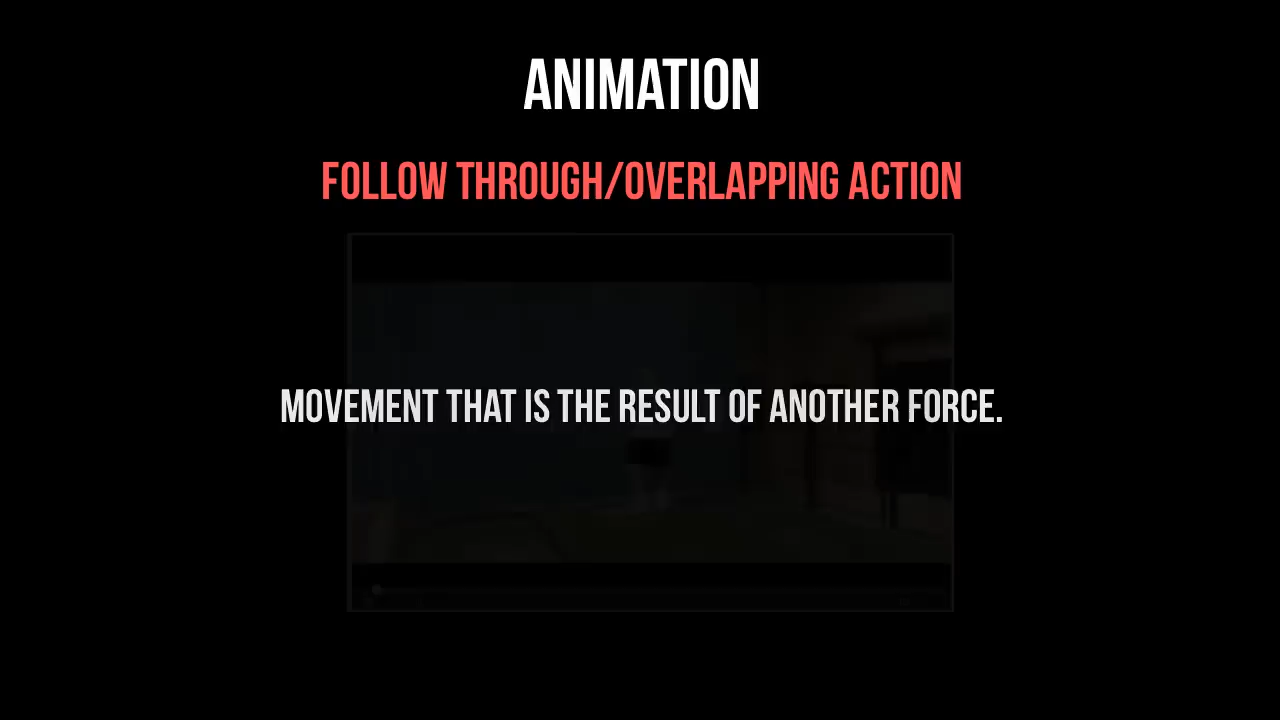 ANIMATION
FOLLOW THROUGH/OVERLAPPING ACTION
MOVEMENT THAT IS THE RESULT OF ANOTHER FORCE.